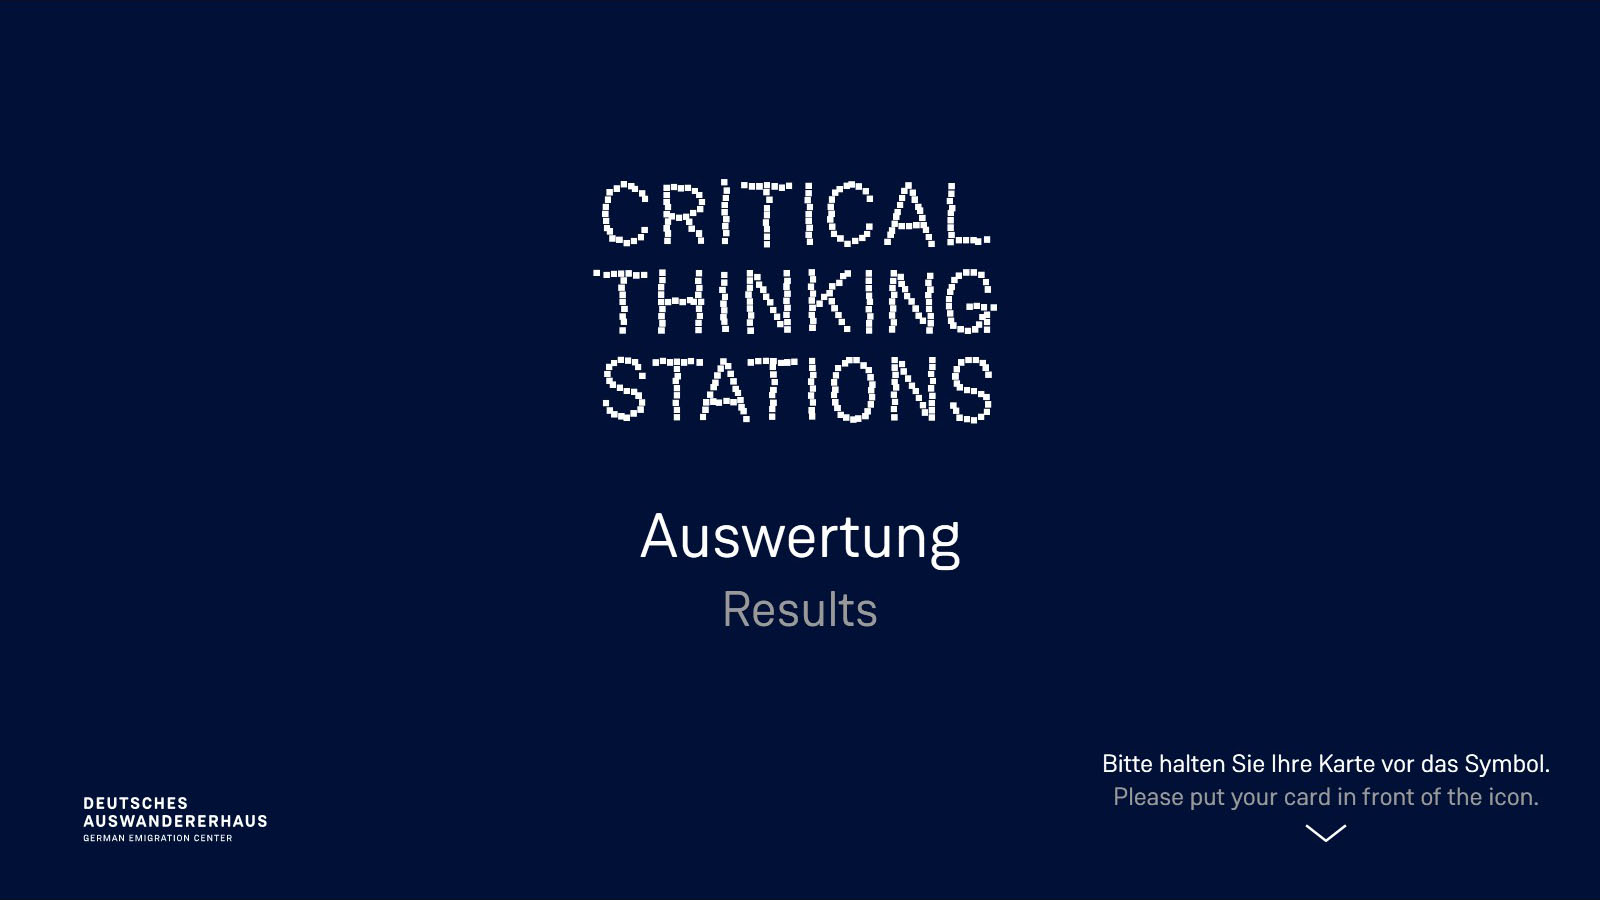 CRITICAL
THINKING
STATIONS
Auswertung
Results
Bitte halten Sie Ihre Karte vor das Symbol.
Please put your card in front of the icon.
DEUTSCHES
AUSWANDERERHAUS
GERMAN EMIGRATION CENTER